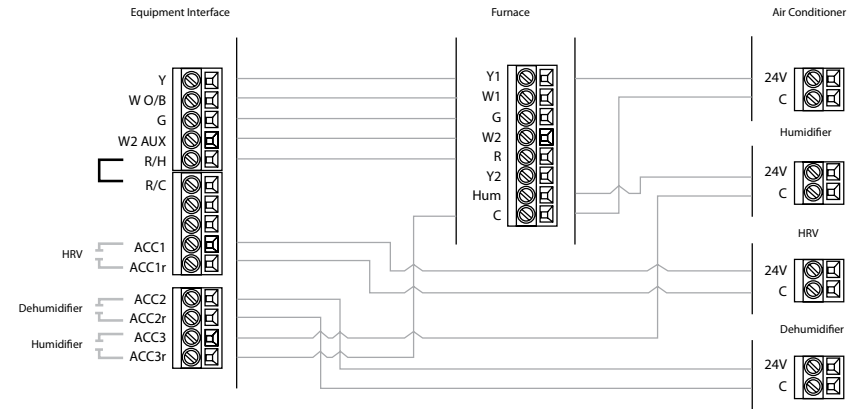 Equipment Interface
Furnace
Air Conditioner
Y
W O/B
G
W2 AUX
R/H
R/C
ACC1
ACC1r
ACC2
ACC2r
ACC3
ACC3r
HRV
Dehumidifier
Humidifier
Y1
W1
G
W2
R
Y2
Hum
C
24V
C
Humidifier
24V
C
HRV
24V
C
Dehumidifier
24V
C